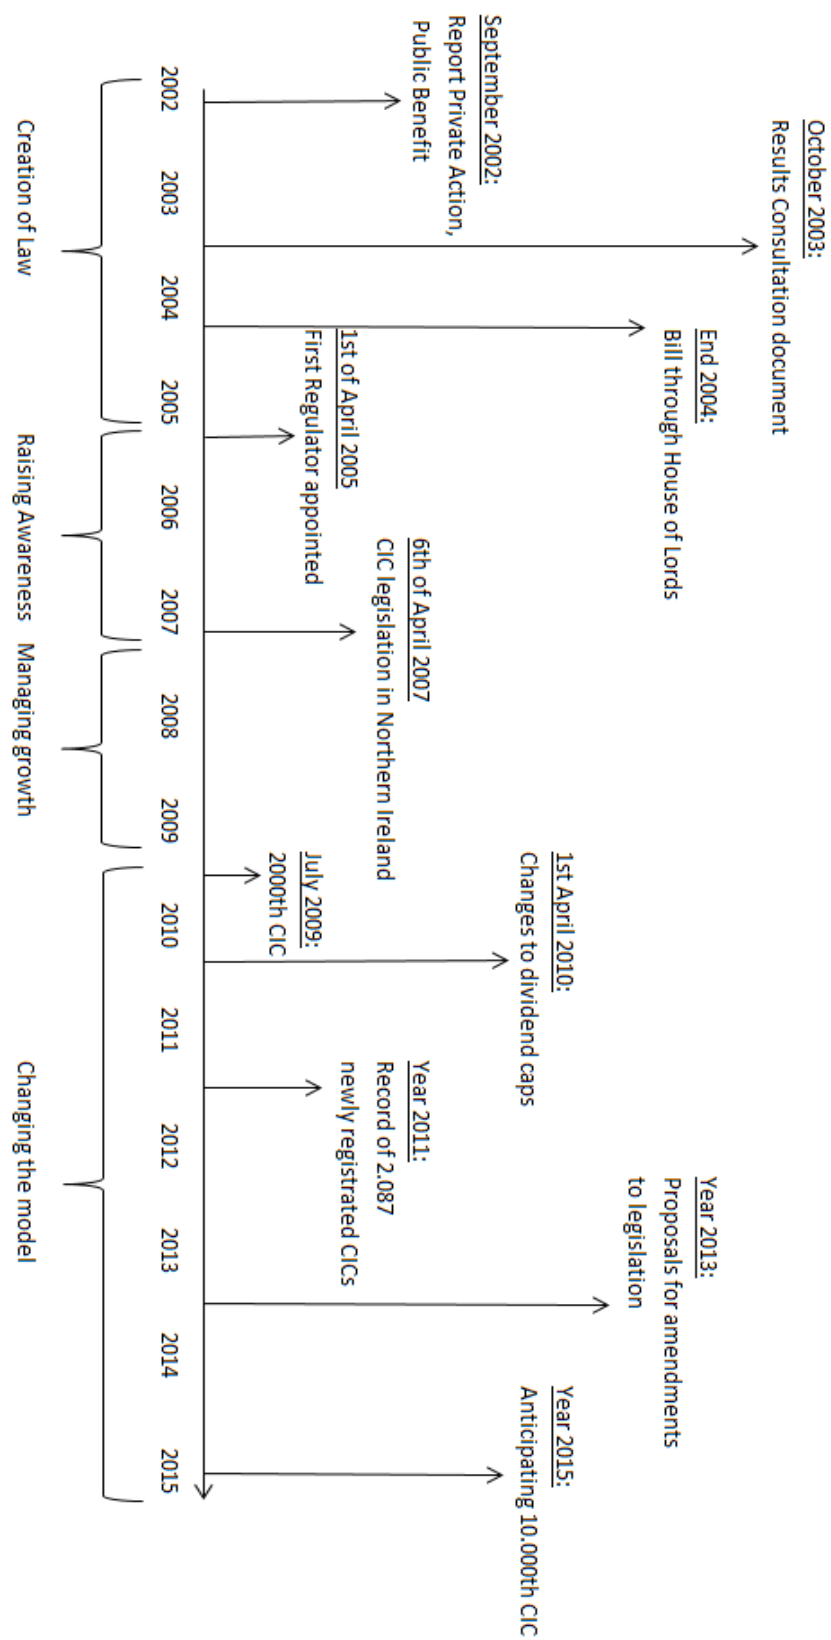 October 2003:
Results Consultation document
End 2004:
Bill through House of Lords
Year 2013:
Proposals for amendments
to legislation
1st April 2010:
Changes to dividend caps
Year 2015:
Anticipating 10.000th CIC
September 2002:
Report Private Action,
Public Benefit
6th of April 2007
CIC legislation in Northern Ireland
Year 2011:
Record of 2.087
newly registrated CICs
1st of April 2005
First Regulator appointed
July 2009:
2000th CIC
2002 2003 2004 2005 2006 2007 2008 2009 2010 2011 2012 2013 2014 2015
Creation of Law Raising Awareness Managing growth Changing the model